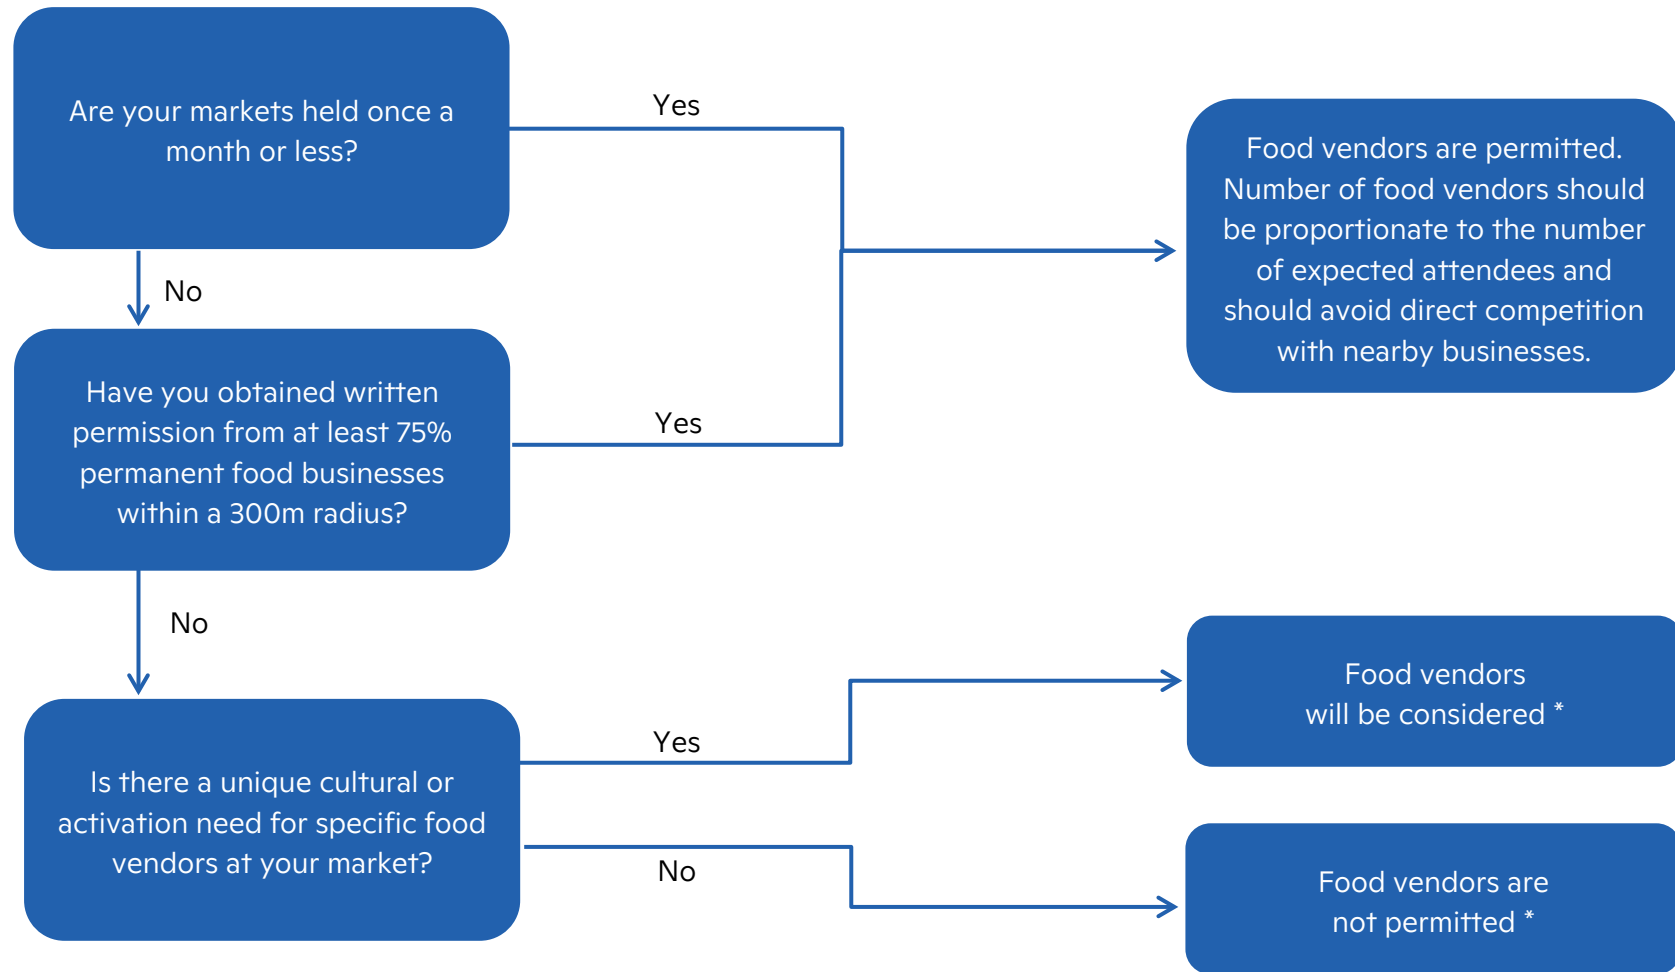 Are your markets held once a
month or less?
Yes
Food vendors are permitted.
Number of food vendors should
be proportionate to the number
of expected attendees and
should avoid direct competition
with nearby businesses.
No
Have you obtained written
permission from at least 75%
permanent food businesses
within a 300m radius?
Yes
No
Is there a unique cultural or
activation need for specific food
vendors at your market?
Yes
Food vendors
will be considered *
No
Food vendors are
not permitted *